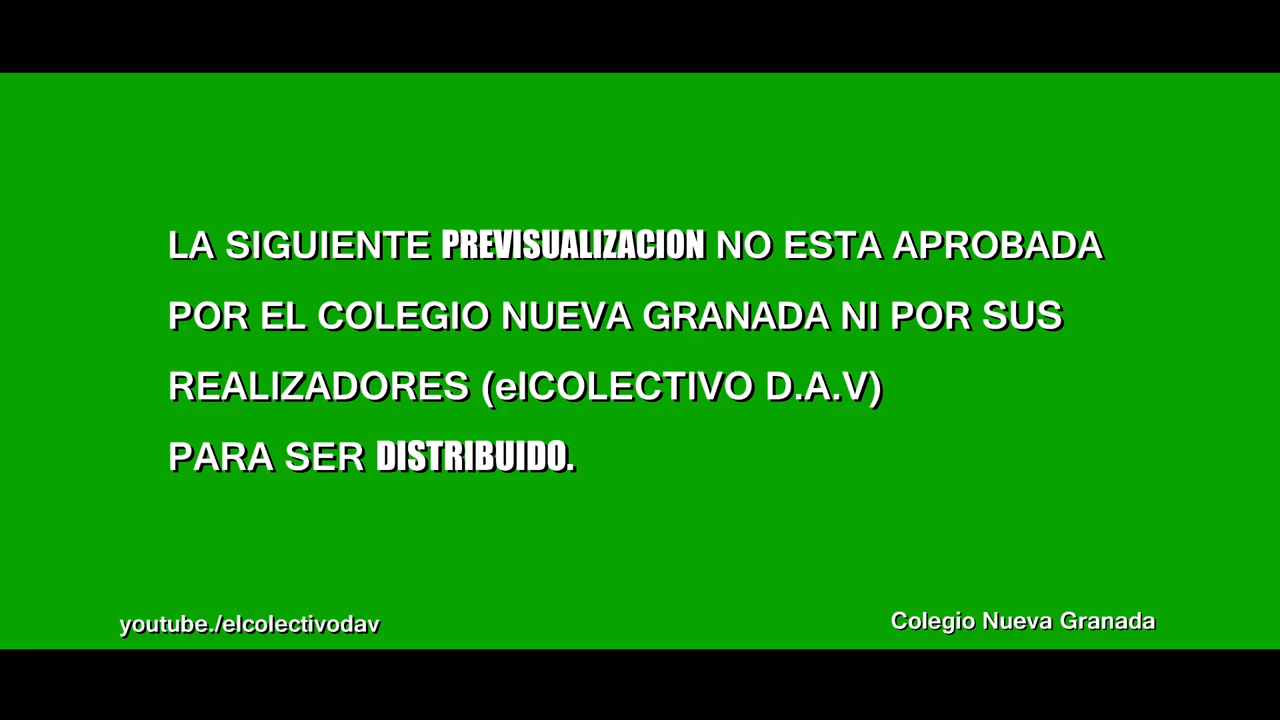 LA SIGUIENTE PREVISUALIZACION NO ESTA APROBADA
POR EL COLEGIO NUEVA GRANADA NI POR SUS
REALIZADORES (elCOLECTIVO D.A.V)
PARA SER DISTRIBUIDO.
youtube./elcolectivodav
Colegio Nueva Granada